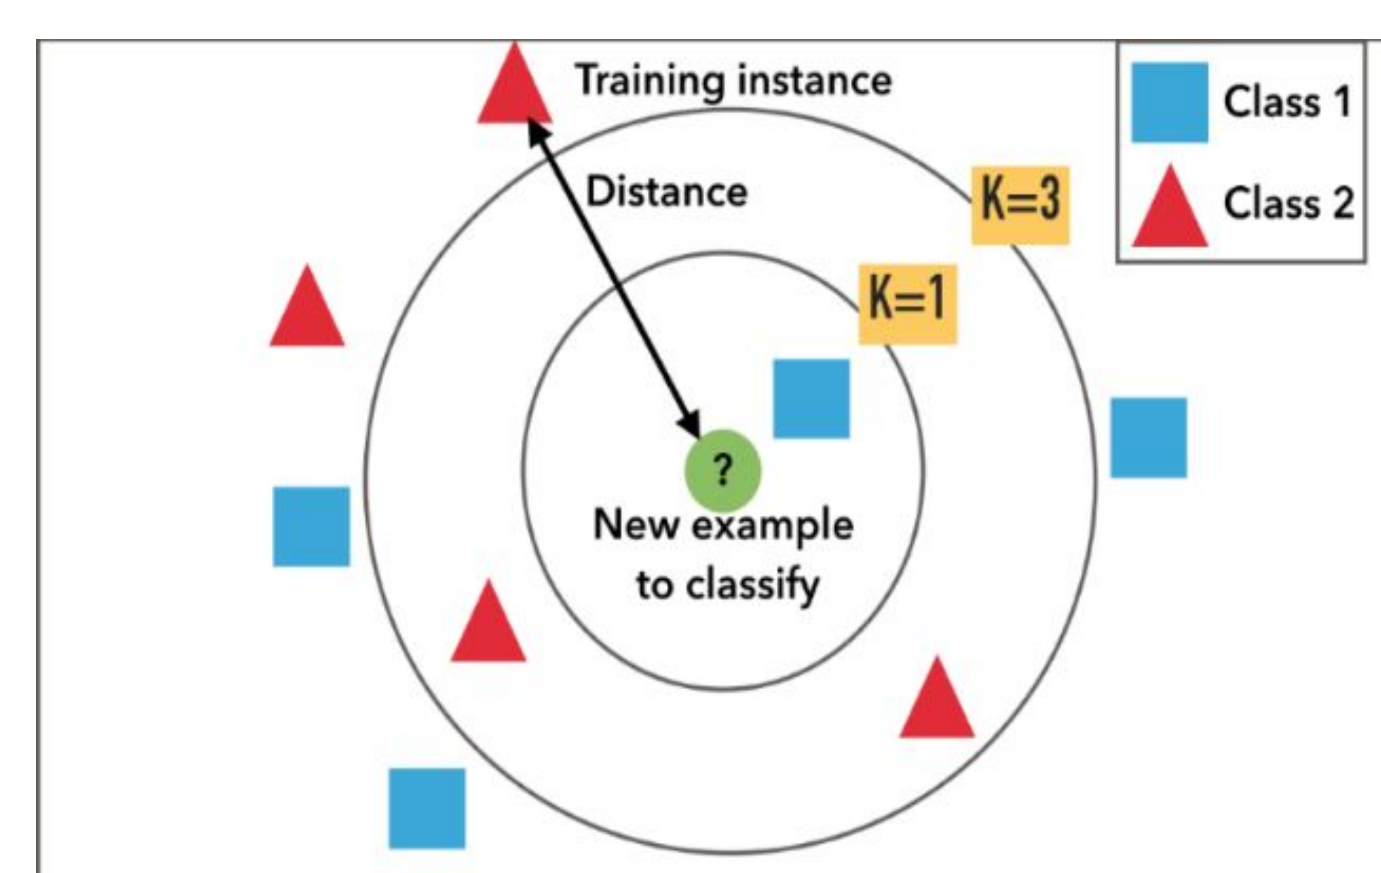 Training instance
Class 1
Class 2
Distance
K=3
K=1
?
New example
to classify